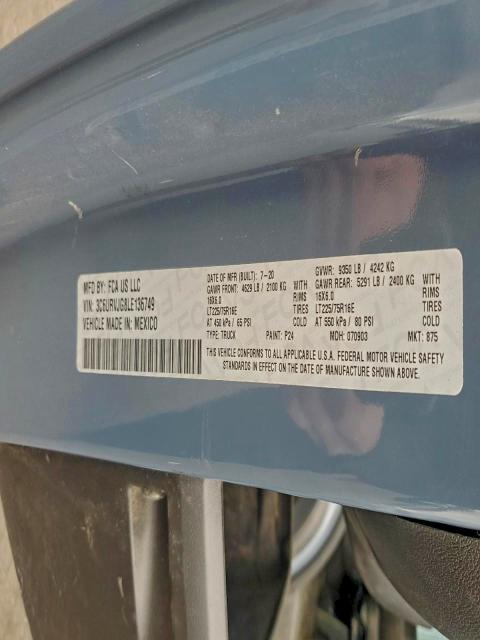 MFD BY: FCA US LLC
VIN: 3C6URVJG8LE135749
VEHICLE MADE IN: MEXICO
DATE OF MFR (BUILT): 7-20
GAWR FRONT: 4629 LB / 2100 KG
16X6.0
LT225/75R16E
AT 450 kPa / 65 PSI
TYPE: TRUCK
WITH
RIMS
TIRES
COLD
PAINT: P24
GVWR: 9350 LB / 4242 KG
GAWR REAR: 5291 LB / 2400 KG
16X6.0
LT225/75R16E
AT 550 kPa / 80 PSI
MDH: 070903
WITH
RIMS
TIRES
COLD
MKT: 875
THIS VEHICLE CONFORMS TO ALL APPLICABLE U.S.A. FEDERAL MOTOR VEHICLE SAFETY
STANDARDS IN EFFECT ON THE DATE OF MANUFACTURE SHOWN ABOVE.